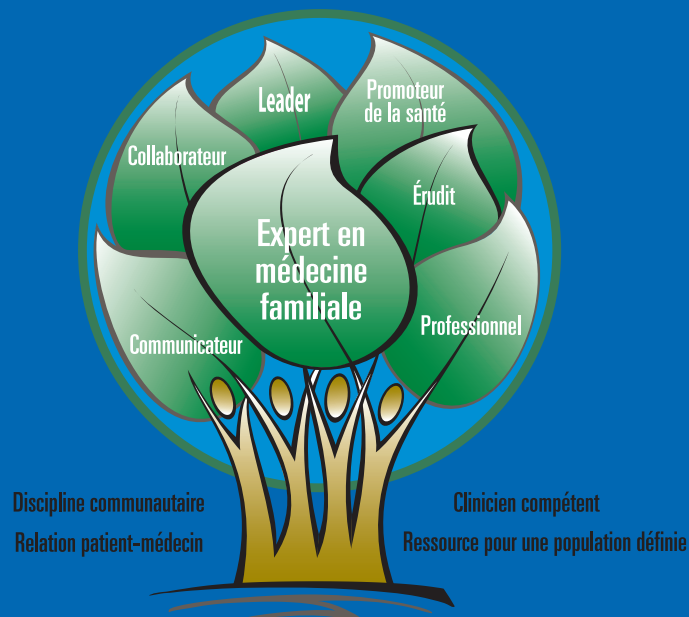 Leader
Promoteur
de la santé
Collaborateur
Érudit
Expert en
médecine
familiale
Communicateur
Professionnel
Discipline communautaire
Relation patient-médecin
Clinicien compétent
Ressource pour une population définie